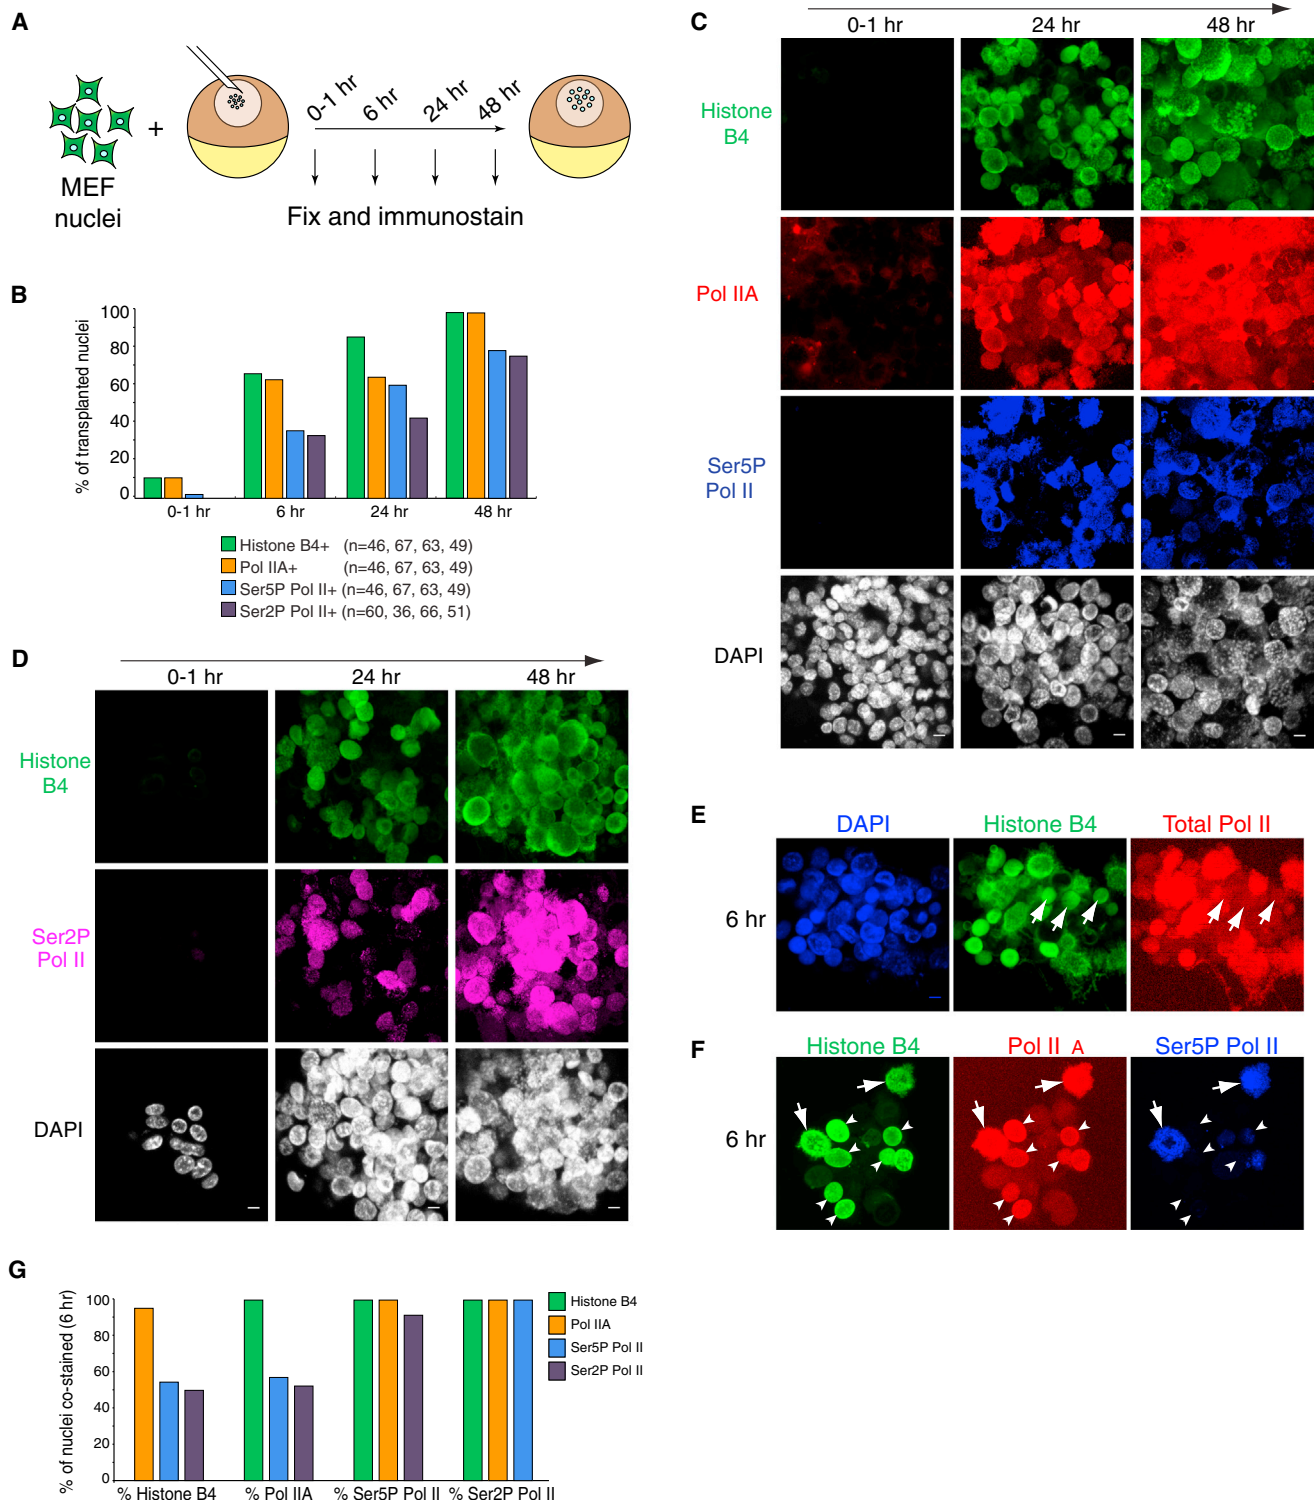 A
MEF
nuclei
+
0-1 hr
6 hr
24 hr
48 hr
Fix and immunostain
B
% of transplanted nuclei
100
80
60
40
20
0
0-1 hr
6 hr
24 hr
48 hr
Histone B4+ (n=46, 67, 63, 49)
Pol IIA+ (n=46, 67, 63, 49)
Ser5P Pol II+ (n=46, 67, 63, 49)
Ser2P Pol II+ (n=60, 36, 66, 51)
C
0-1 hr
24 hr
48 hr
Histone
B4
Pol IIA
Ser5P
Pol II
DAPI
D
0-1 hr
24 hr
48 hr
Histone
B4
Ser2P
Pol II
DAPI
E
DAPI
Histone B4
Total Pol II
6 hr
F
Histone B4
Pol II A
Ser5P Pol II
6 hr
G
% of nuclei co-stained (6 hr)
100
80
60
40
20
0
% Histone B4
% Pol IIA
% Ser5P Pol II
% Ser2P Pol II
Histone B4
Pol IIA
Ser5P Pol II
Ser2P Pol II